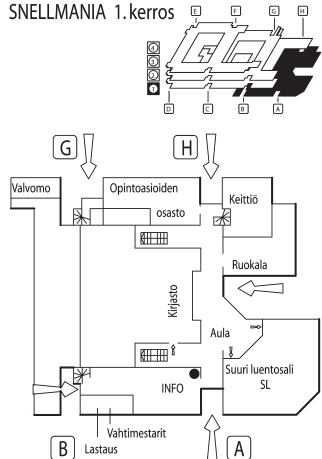 SNELLMANIA 1.kerros
E F G H
4
3
2
1
D C B A
G H
Valvomo
Opintoasioiden
osasto
Keittiö
Ruokala
Kirjasto
Aula
Suuri luentosali
SL
INFO
Vahtimestarit
Lastaus
B A